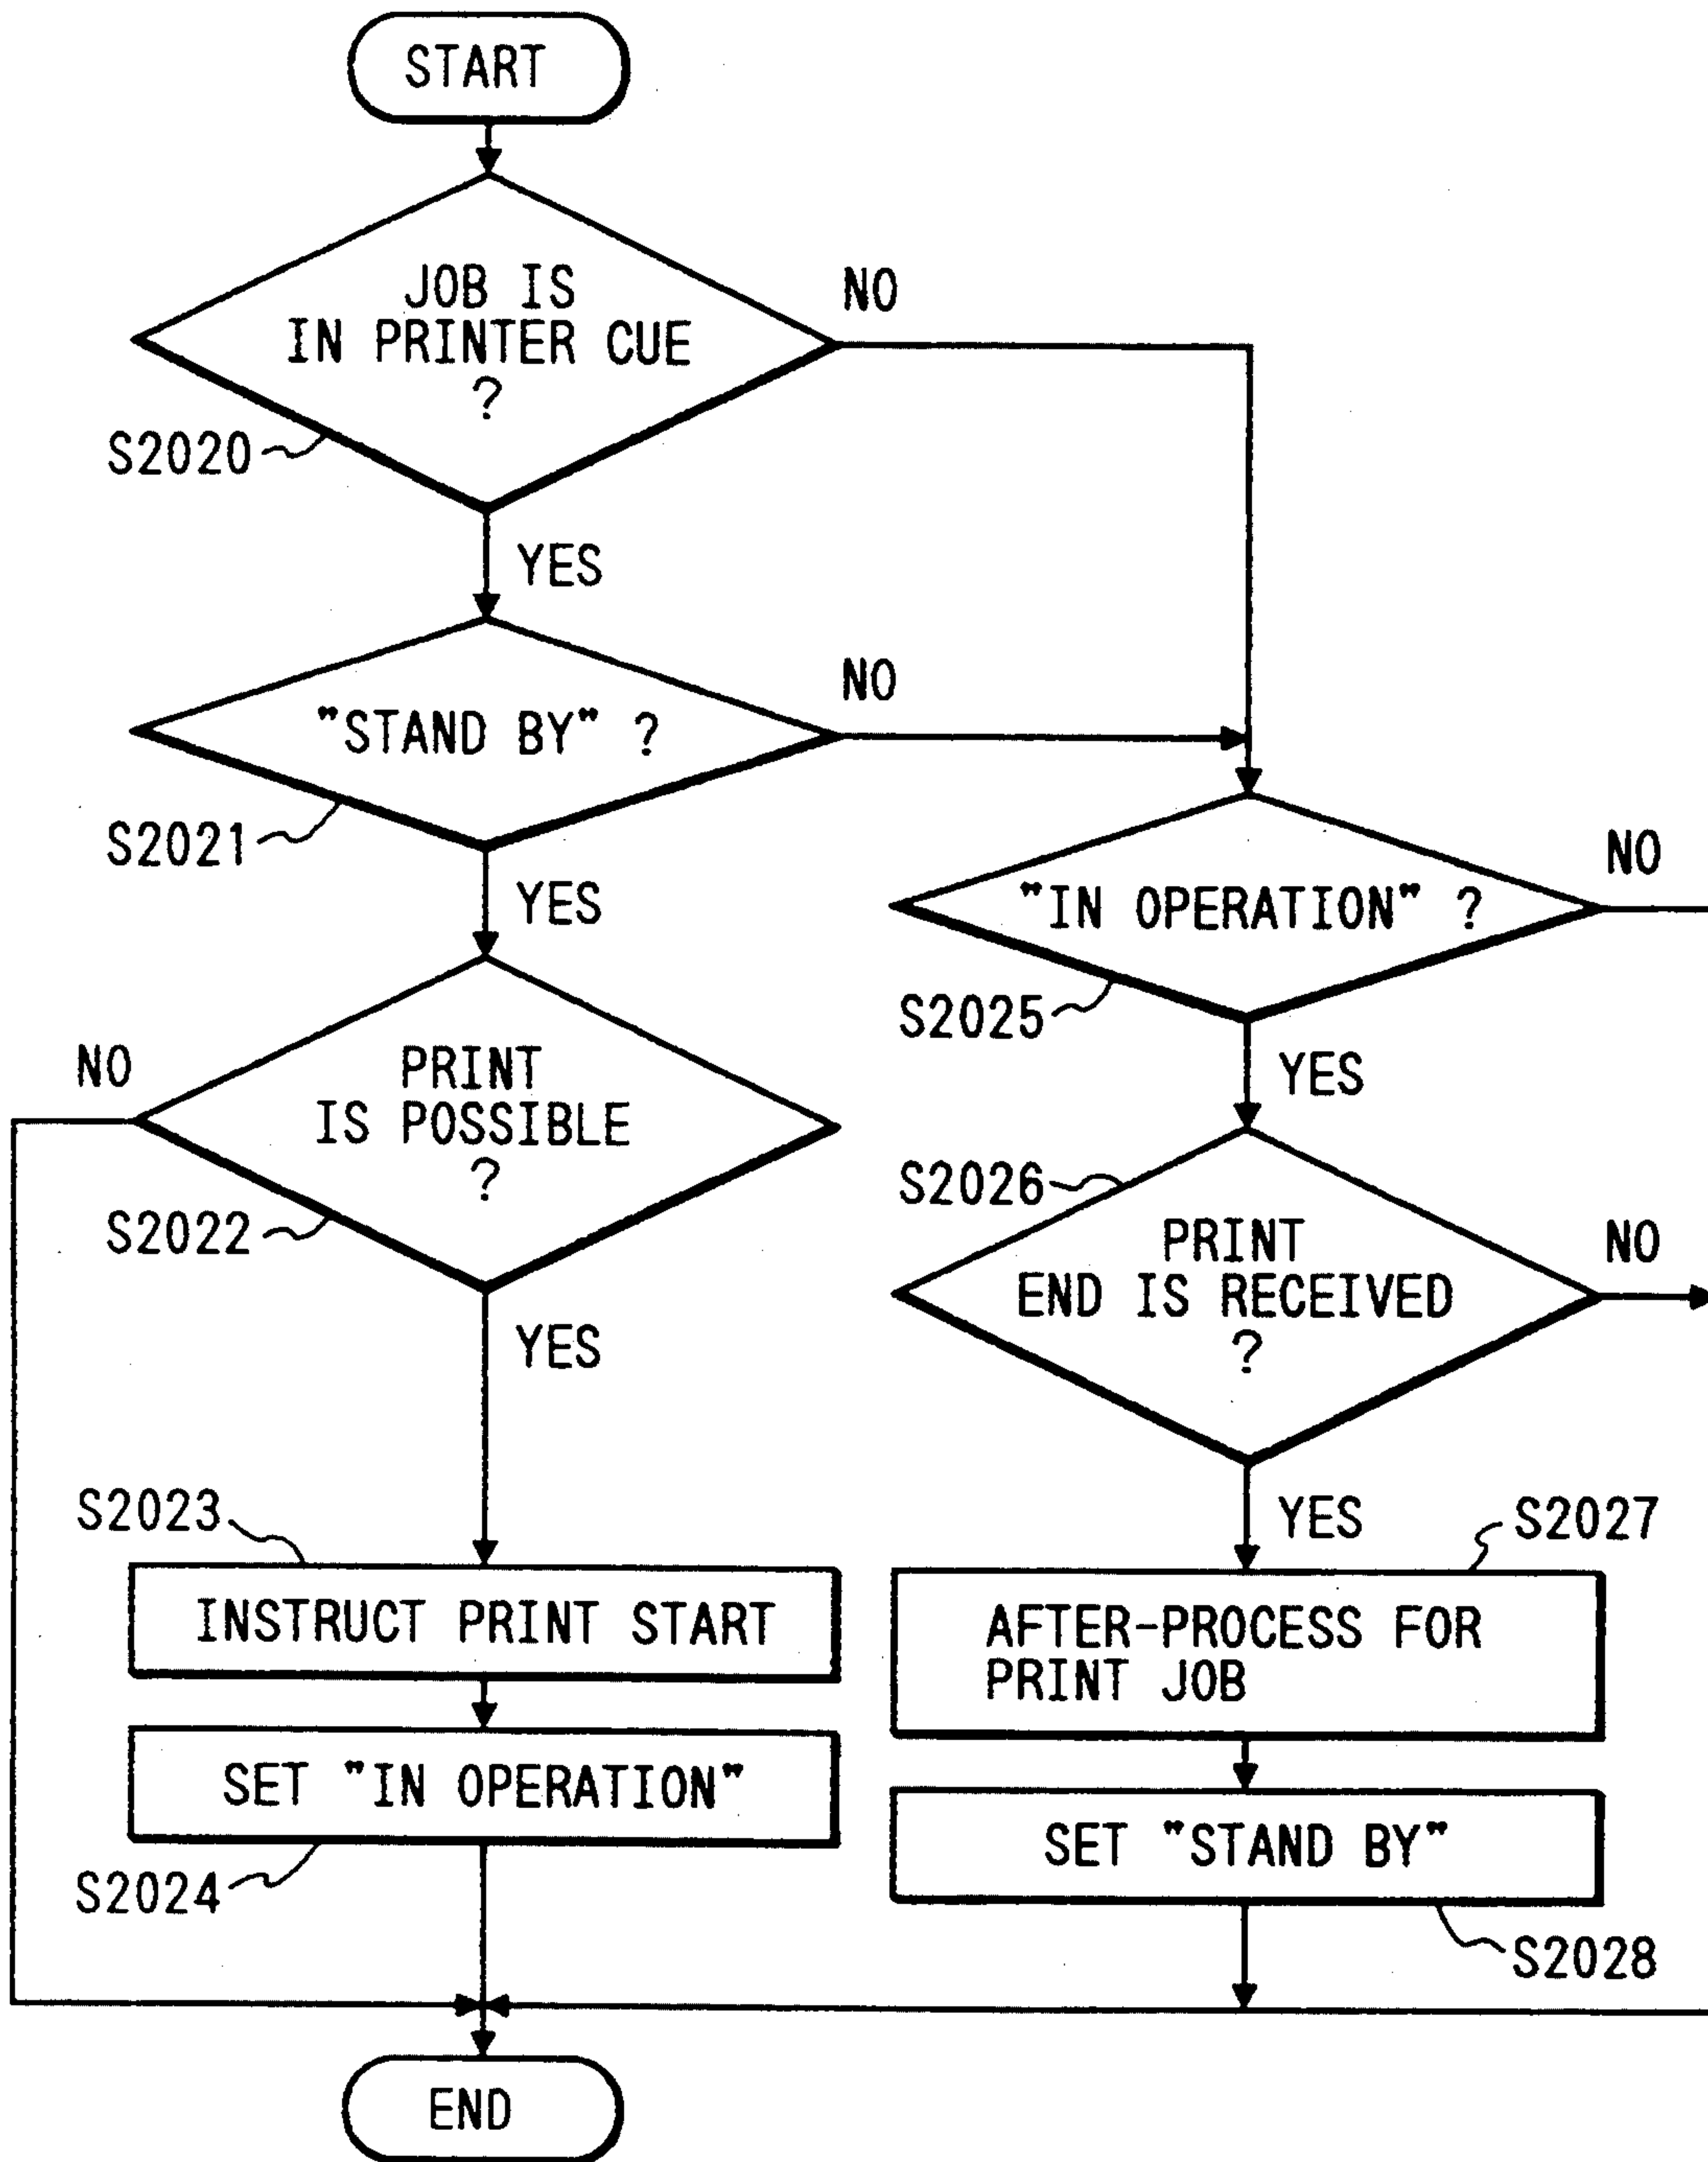 START
JOB IS
IN PRINTER CUE
?
NO
S2020
YES
"STAND BY" ?
NO
S2021
YES
"IN OPERATION" ?
NO
S2025
YES
PRINT
IS POSSIBLE
?
NO
S2022
YES
S2026
PRINT
END IS RECEIVED
?
NO
YES
S2023
INSTRUCT PRINT START
SET "IN OPERATION"
S2024
S2027
AFTER-PROCESS FOR
PRINT JOB
SET "STAND BY"
S2028
END